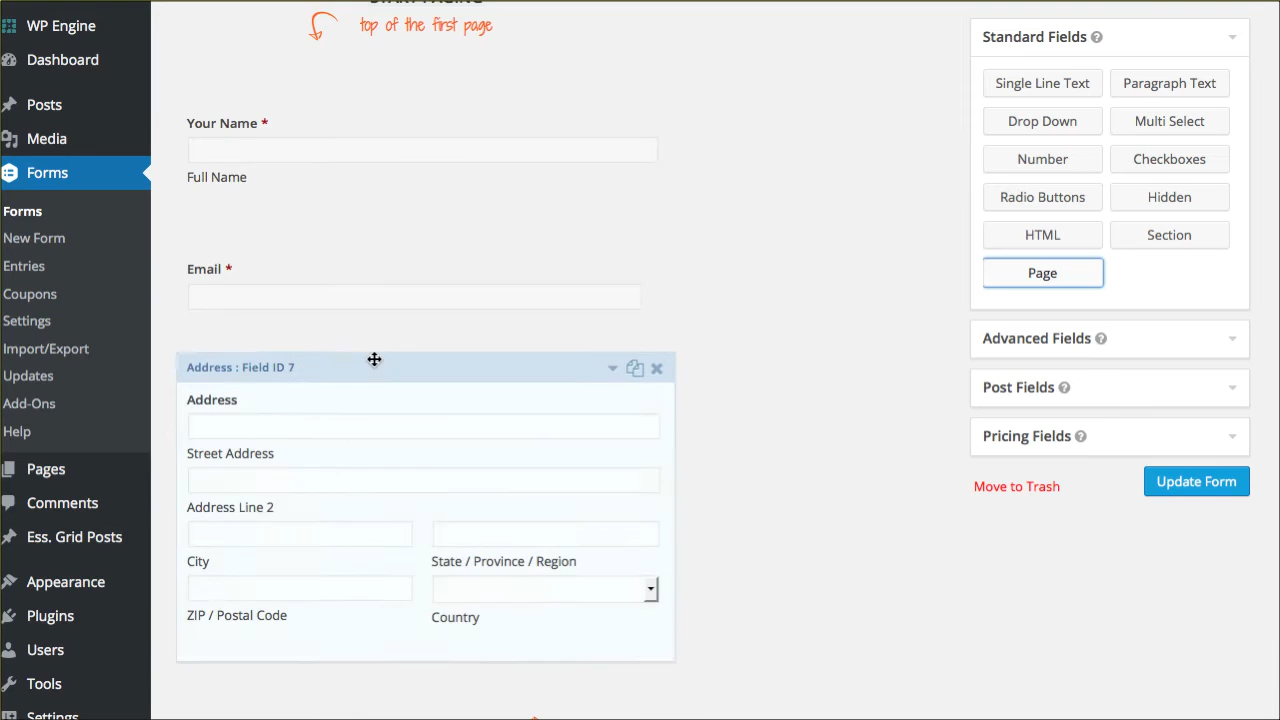 WP Engine
Dashboard
Posts
Media
Forms
Forms
New Form
Entries
Coupons
Settings
Import/Export
Updates
Add-Ons
Help
Pages
Comments
Ess. Grid Posts
Appearance
Plugins
Users
Tools
Settings
START PAGING
top of the first page
Your Name *
Full Name
Email *
Address : Field ID 7
Address
Street Address
Address Line 2
City
State / Province / Region
ZIP / Postal Code
Country
Standard Fields
Single Line Text
Paragraph Text
Drop Down
Multi Select
Number
Checkboxes
Radio Buttons
Hidden
HTML
Section
Page
Advanced Fields
Post Fields
Pricing Fields
Move to Trash
Update Form